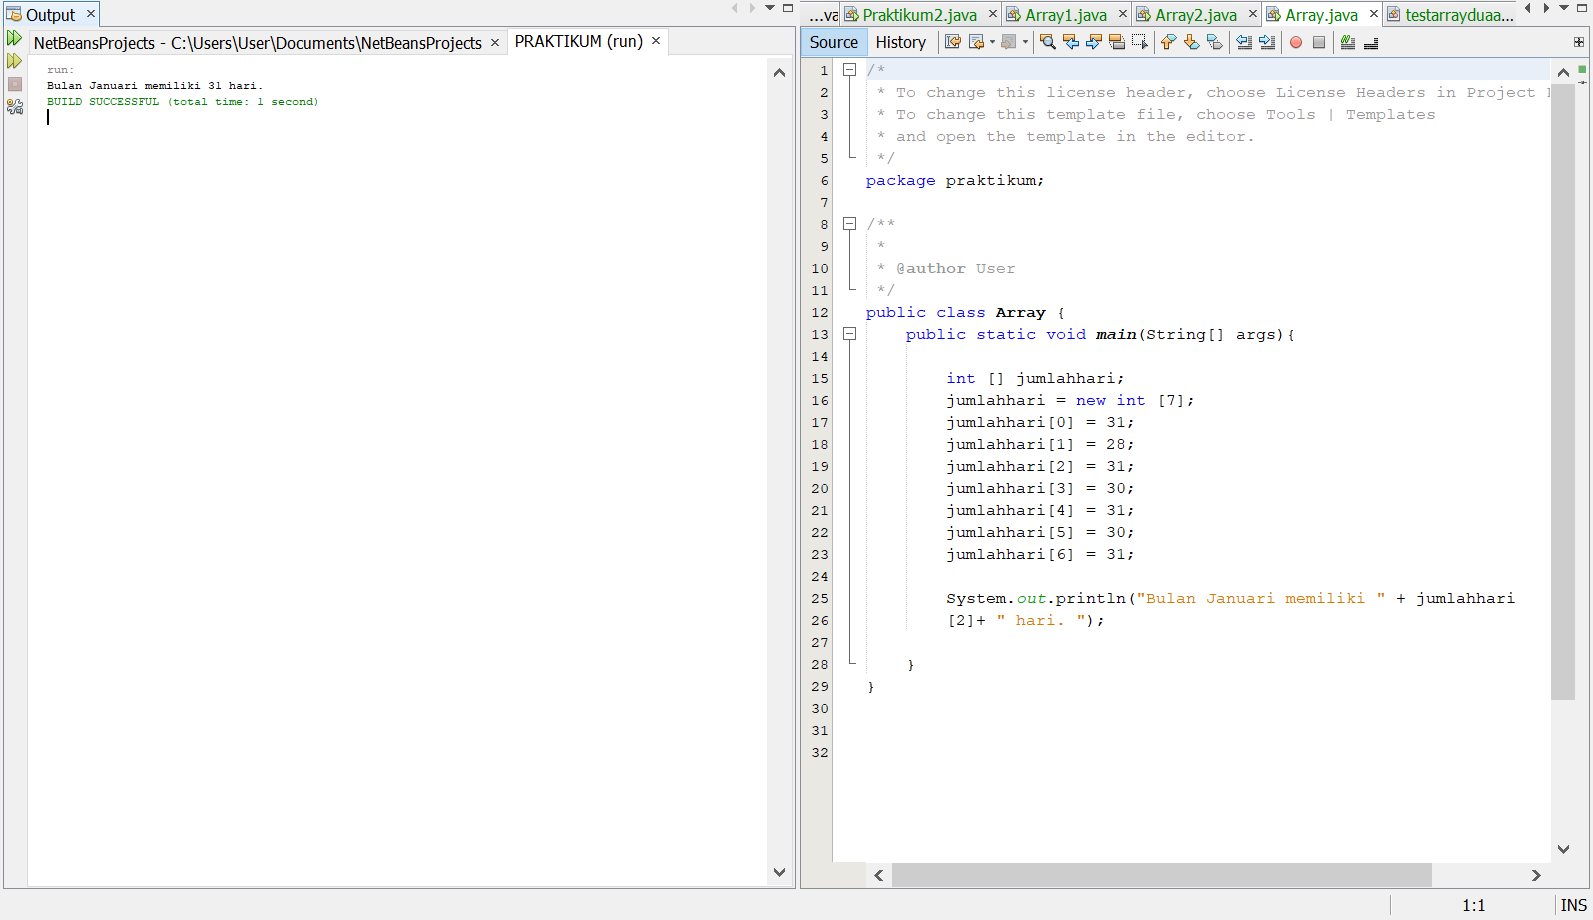 Output
NetBeansProjects - C:\Users\User\Documents\NetBeansProjects
PRAKTIKUM (run)
run:
Bulan Januari memiliki 31 hari.
BUILD SUCCESSFUL (total time: 1 second)
...va
Praktikum2.java
Array1.java
Array2.java
Array.java
testarrayduaa...
Source
History
1 /*
2 * To change this license header, choose License Headers in Project
3 * To change this template file, choose Tools | Templates
4 * and open the template in the editor.
5 */
6 package praktikum;
7
8 /**
9 *
10 * @author User
11 */
12 public class Array {
13 public static void main(String[] args){
14
15 int [] jumlahhari;
16 jumlahhari = new int [7];
17 jumlahhari[0] = 31;
18 jumlahhari[1] = 28;
19 jumlahhari[2] = 31;
20 jumlahhari[3] = 30;
21 jumlahhari[4] = 31;
22 jumlahhari[5] = 30;
23 jumlahhari[6] = 31;
24
25 System.out.println("Bulan Januari memiliki " + jumlahhari
26 [2]+ " hari. ");
27
28 }
29 }
30
31
32
1:1
INS